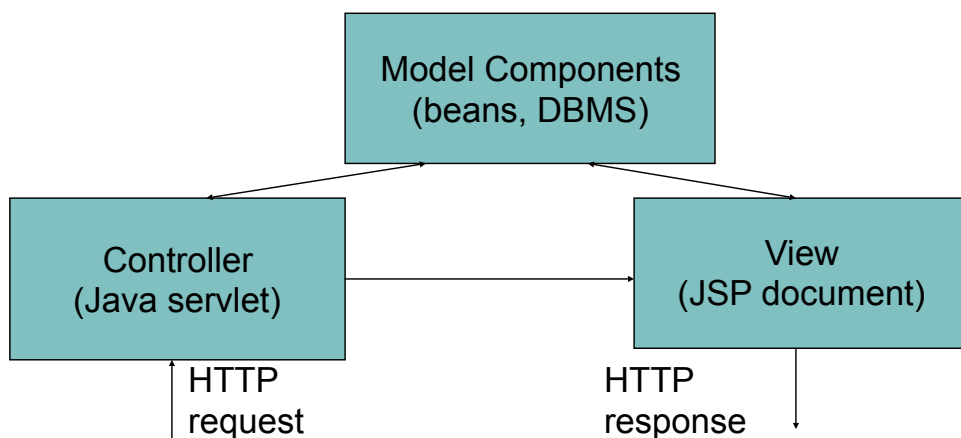 Model Components
(beans, DBMS)
Controller
(Java servlet)
View
(JSP document)
HTTP
request
HTTP
response